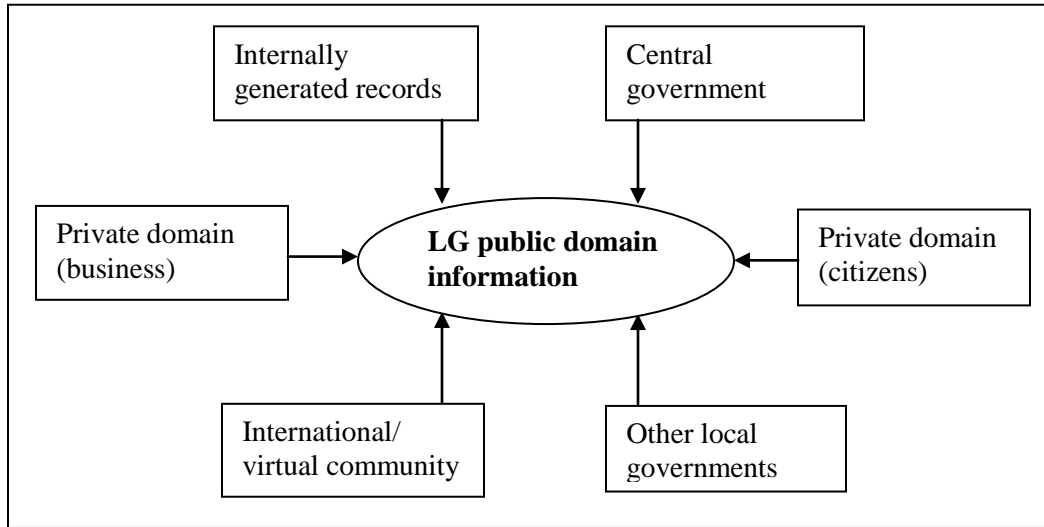 Internally
generated records
Central
government
Private domain
(business)
LG public domain
information
Private domain
(citizens)
International/
virtual community
Other local
governments